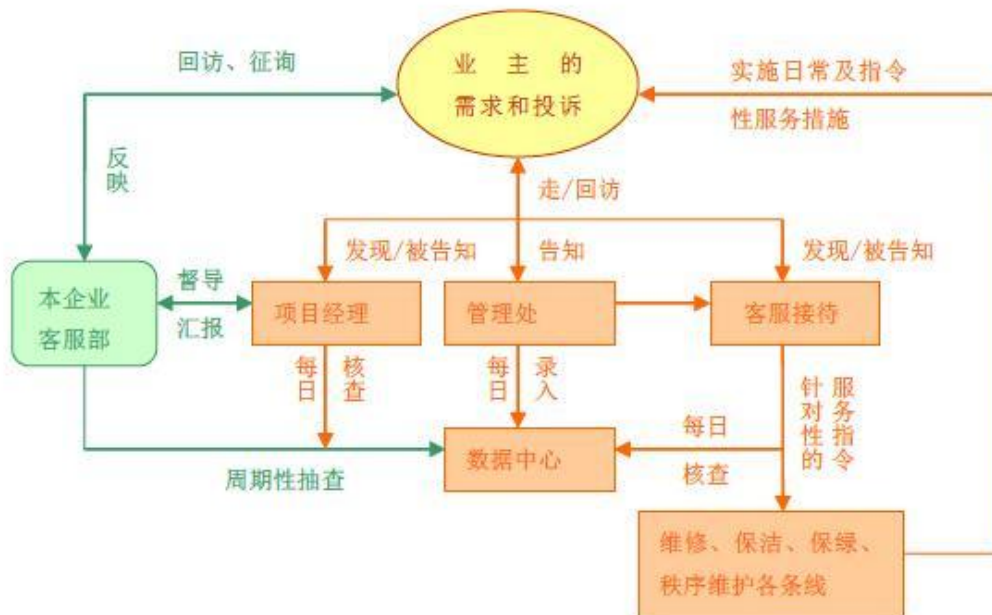 回访、征询
业主的
需求和投诉
实施日常及指令
性服务措施
反映
走/回访
发现/被告知
告知
发现/被告知
本企业
客服部
督导
汇报
项目经理
管理处
客服接待
每日
核查
每日
录入
针对性的
服务指令
每日
核查
数据中心
周期性抽查
维修、保洁、保绿、
秩序维护各条线